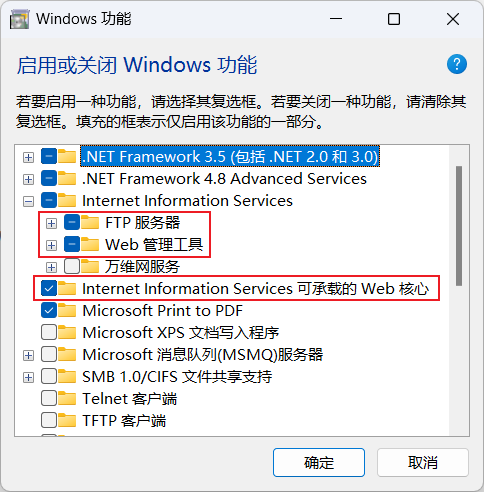 Windows 功能
启用或关闭 Windows 功能
若要启用一种功能，请选择其复选框。若要关闭一种功能，请清除其
复选框。填充的框表示仅启用该功能的一部分。
.NET Framework 3.5 (包括 .NET 2.0 和 3.0)
.NET Framework 4.8 Advanced Services
Internet Information Services
FTP 服务器
Web 管理工具
万维网服务
Internet Information Services 可承载的 Web 核心
Microsoft Print to PDF
Microsoft XPS 文档写入程序
Microsoft 消息队列(MSMQ)服务器
SMB 1.0/CIFS 文件共享支持
Telnet 客户端
TFTP 客户端
确定
取消